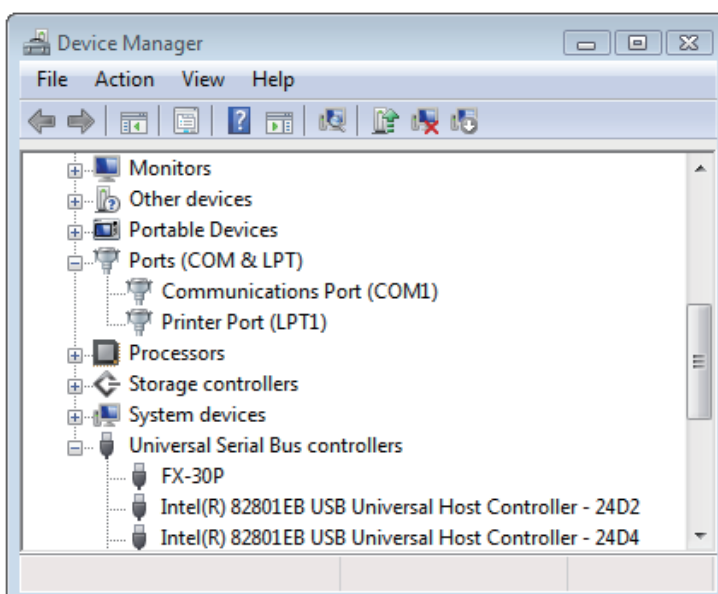 Device Manager
File Action View Help
Monitors
Other devices
Portable Devices
Ports (COM & LPT)
Communications Port (COM1)
Printer Port (LPT1)
Processors
Storage controllers
System devices
Universal Serial Bus controllers
FX-30P
Intel(R) 82801EB USB Universal Host Controller - 24D2
Intel(R) 82801EB USB Universal Host Controller - 24D4